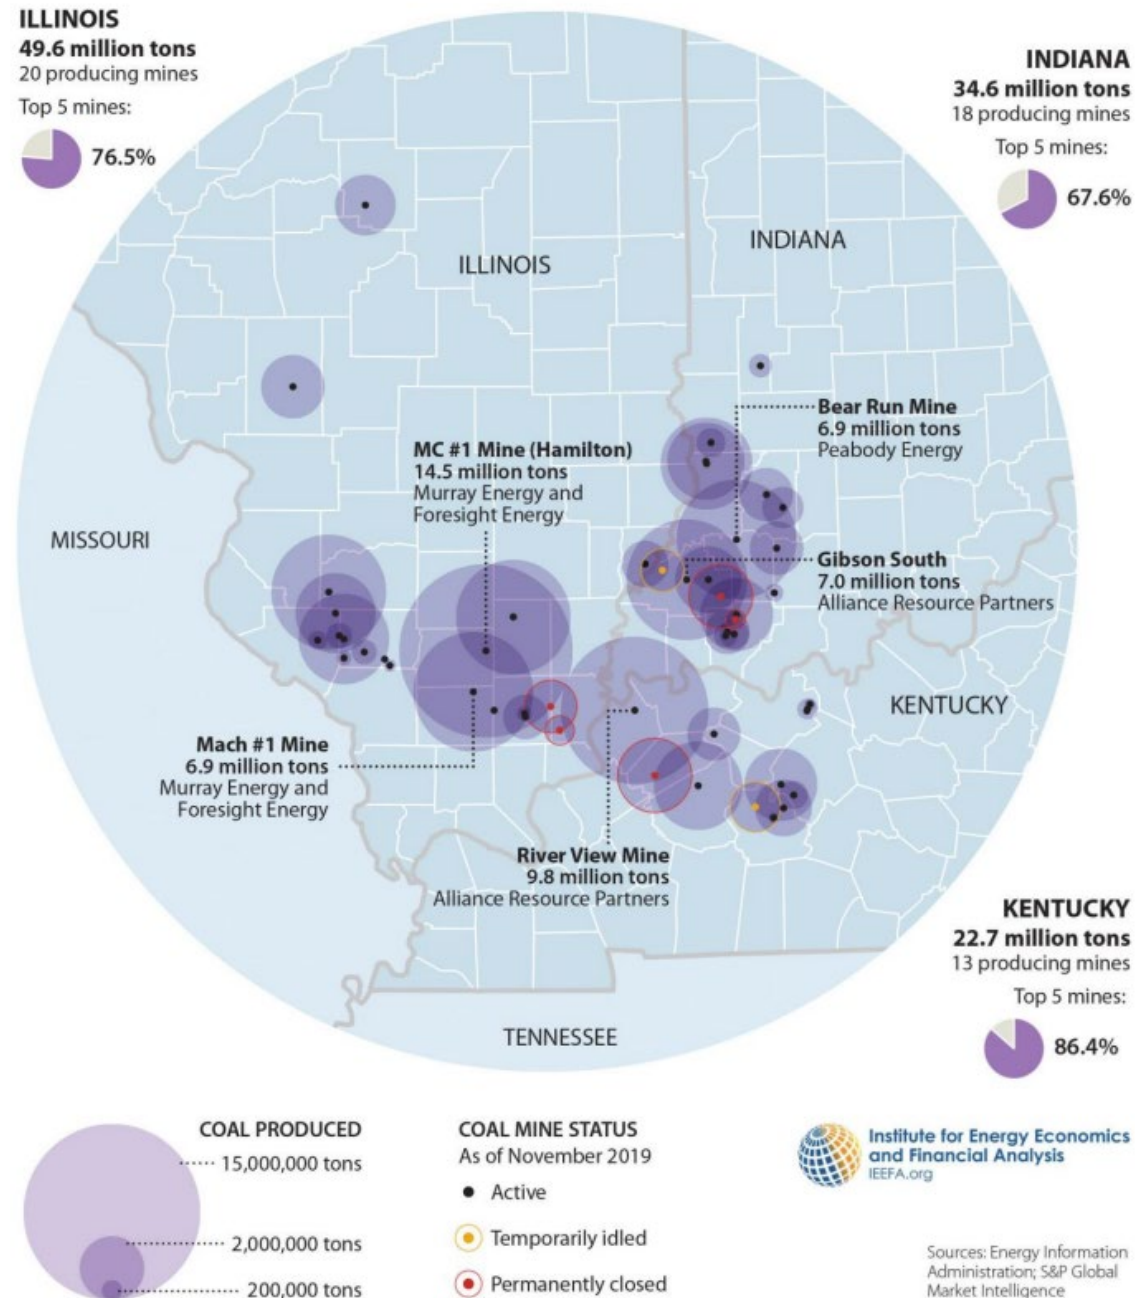 ILLINOIS
49.6 million tons
20 producing mines
Top 5 mines:
76.5%
INDIANA
34.6 million tons
18 producing mines
Top 5 mines:
67.6%
INDIANA
ILLINOIS
Bear Run Mine
6.9 million tons
Peabody Energy
MC #1 Mine (Hamilton)
14.5 million tons
Murray Energy and
Foresight Energy
MISSOURI
Gibson South
7.0 million tons
Alliance Resource Partners
KENTUCKY
Mach #1 Mine
6.9 million tons
Murray Energy and
Foresight Energy
River View Mine
9.8 million tons
Alliance Resource Partners
KENTUCKY
22.7 million tons
13 producing mines
Top 5 mines:
86.4%
TENNESSEE
COAL PRODUCED
15,000,000 tons
2,000,000 tons
200,000 tons
COAL MINE STATUS
As of November 2019
Active
Temporarily idled
Permanently closed
Institute for Energy Economics
and Financial Analysis
IEEFA.org
Sources: Energy Information
Administration; S&P Global
Market Intelligence